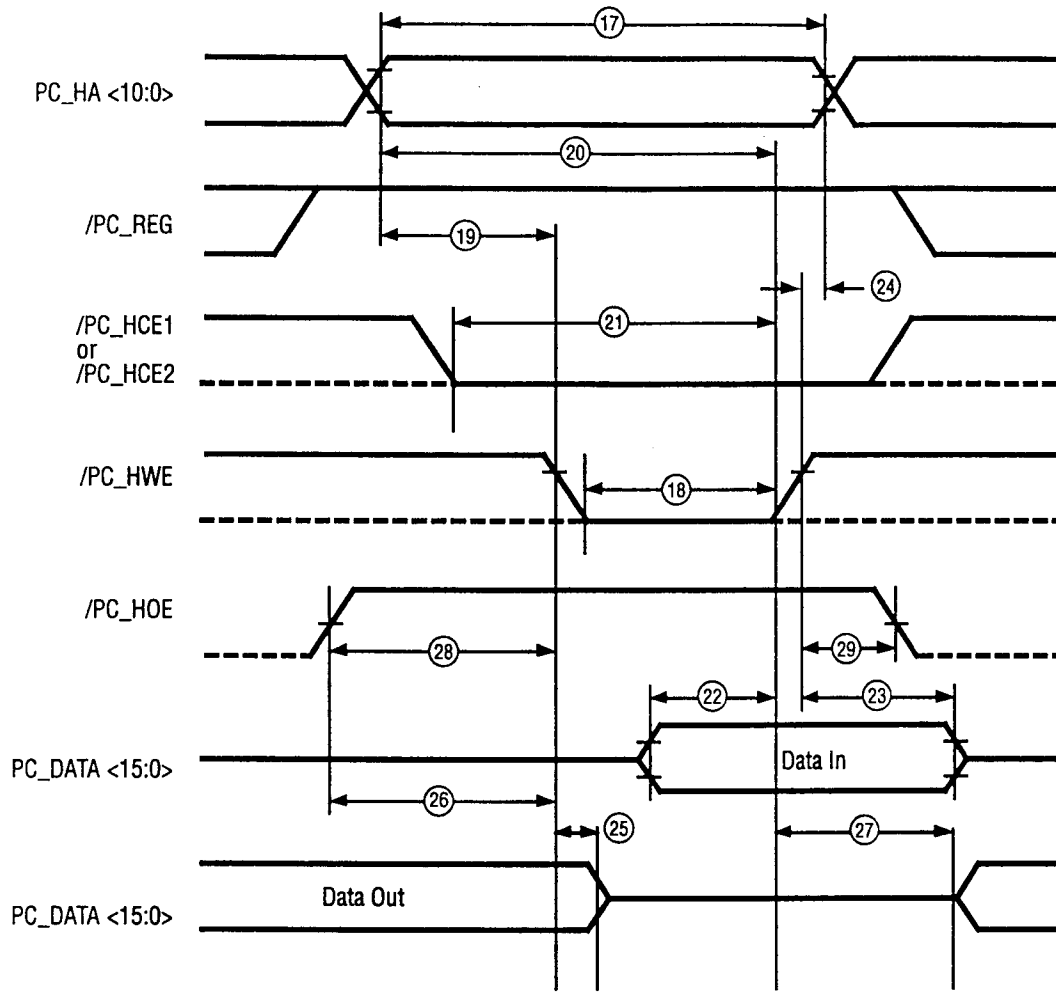 17
PC_HA <10:0>
20
/PC_REG
19
24
/PC_HCE1
or
/PC_HCE2
21
/PC_HWE
18
/PC_HOE
28
29
22
23
PC_DATA <15:0>
Data In
26
25
27
PC_DATA <15:0>
Data Out